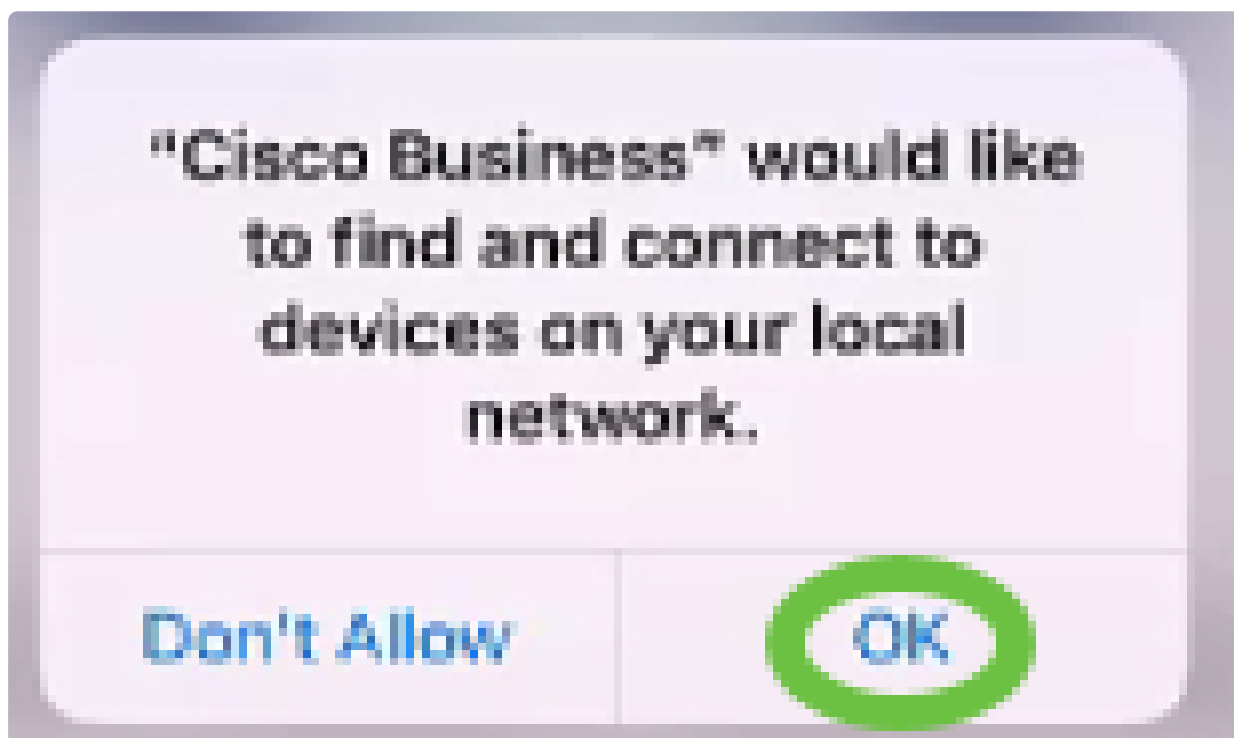 “Cisco Business” would like
to find and connect to
devices on your local
network.
Don't Allow
OK